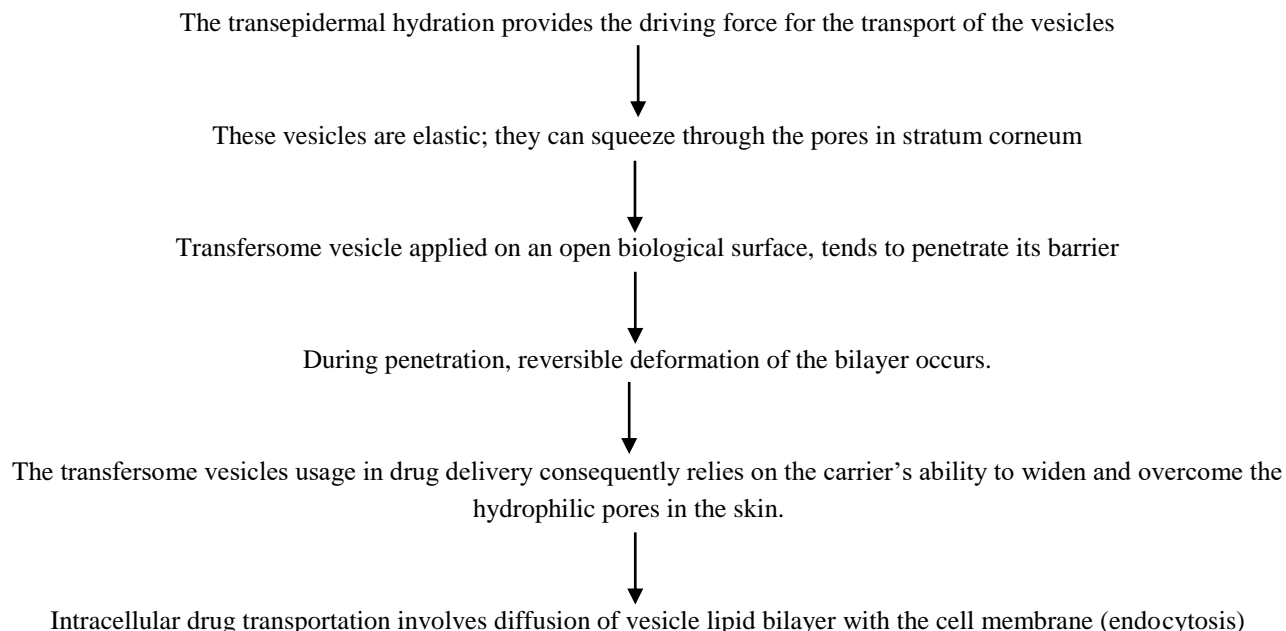 The transepidermal hydration provides the driving force for the transport of the vesicles
These vesicles are elastic; they can squeeze through the pores in stratum corneum
Transfersome vesicle applied on an open biological surface, tends to penetrate its barrier
During penetration, reversible deformation of the bilayer occurs.
The transfersome vesicles usage in drug delivery consequently relies on the carrier’s ability to widen and overcome the
hydrophilic pores in the skin.
Intracellular drug transportation involves diffusion of vesicle lipid bilayer with the cell membrane (endocytosis)